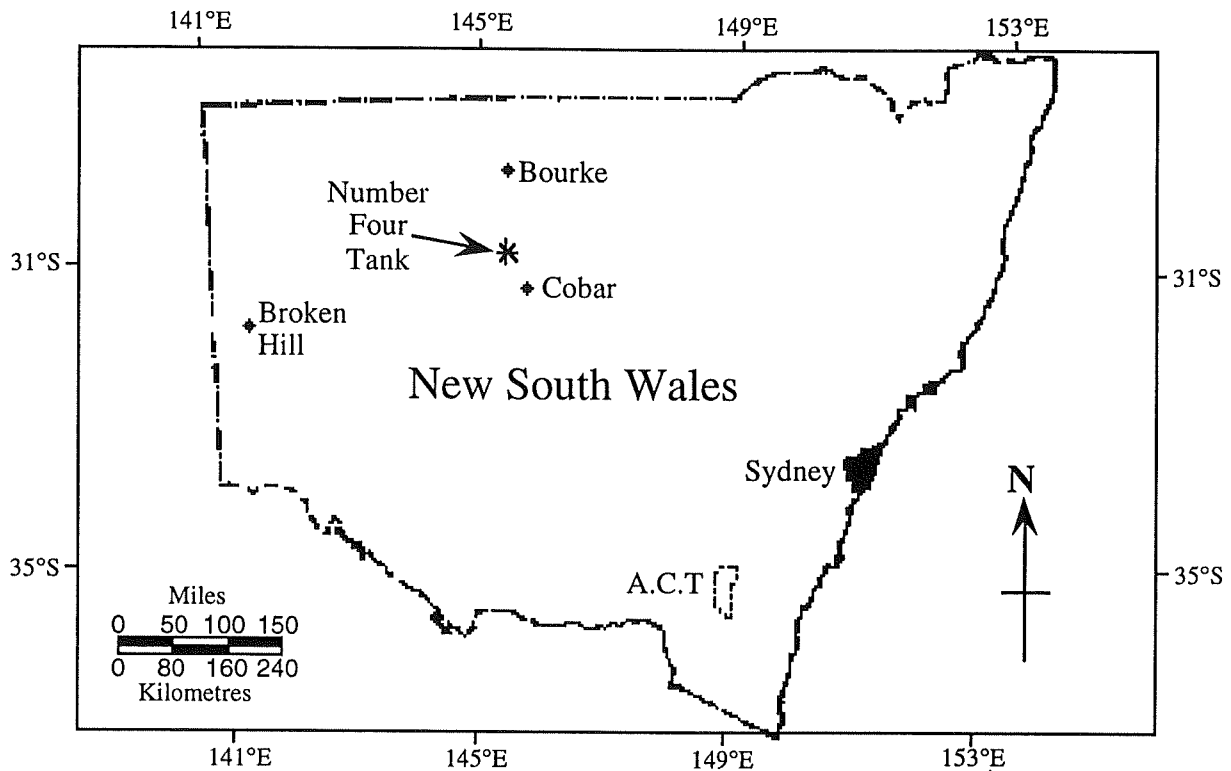 141°E 145°E 149°E 153°E
Bourke
Number
Four
Tank
31°S
31°S
Cobar
Broken
Hill
New South Wales
Sydney
N
35°S
35°S
A.C.T
Miles
0 50 100 150
0 80 160 240
Kilometres
141°E 145°E 149°E 153°E